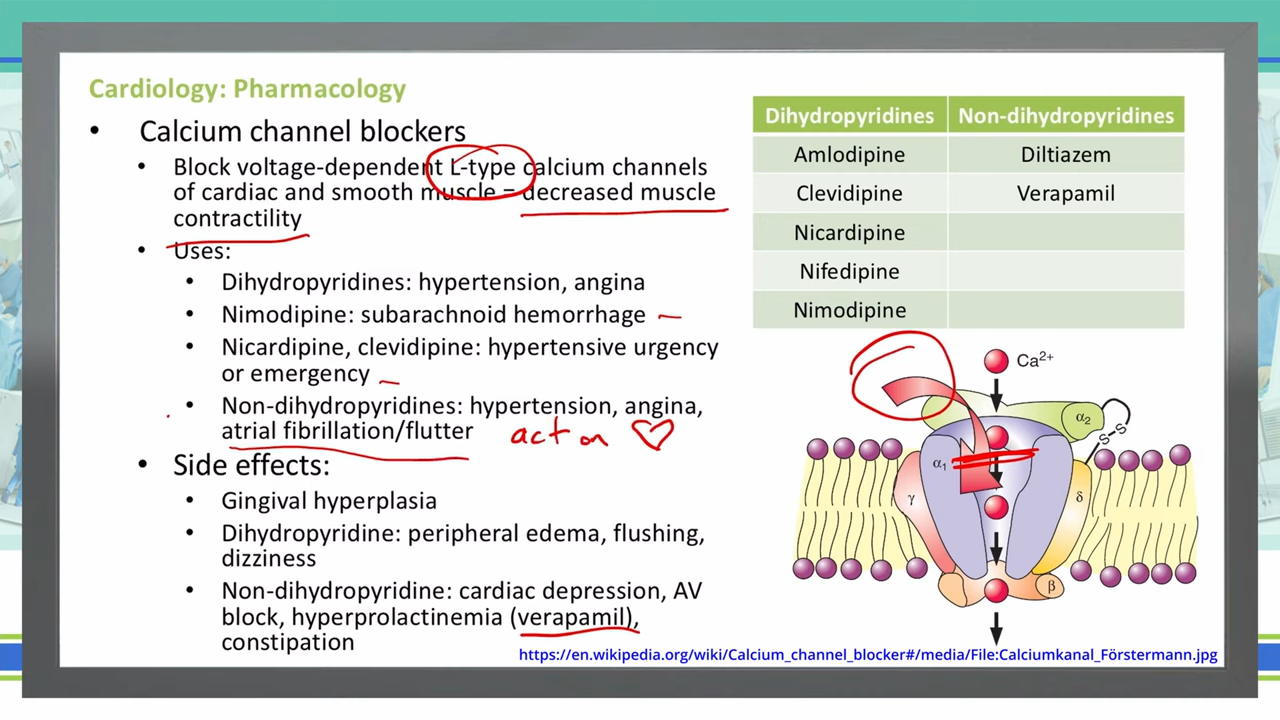 Cardiology: Pharmacology
• Calcium channel blockers
• Block voltage-dependent L-type calcium channels
of cardiac and smooth muscle = decreased muscle
contractility
• Uses:
• Dihydropyridines: hypertension, angina
• Nimodipine: subarachnoid hemorrhage
• Nicardipine, clevidipine: hypertensive urgency
or emergency
• Non-dihydropyridines: hypertension, angina,
atrial fibrillation/flutter
act on
• Side effects:
• Gingival hyperplasia
• Dihydropyridine: peripheral edema, flushing,
dizziness
• Non-dihydropyridine: cardiac depression, AV
block, hyperprolactinemia (verapamil),
constipation
Dihydropyridines Non-dihydropyridines
Amlodipine Diltiazem
Clevidipine Verapamil
Nicardipine
Nifedipine
Nimodipine
Ca2+
α2
S-S
α1
γ
δ
β
https://en.wikipedia.org/wiki/Calcium_channel_blocker#/media/File:Calciumkanal_Förstermann.jpg